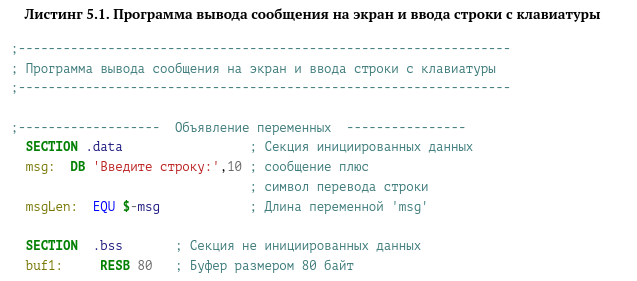 Листинг 5.1. Программа вывода сообщения на экран и ввода строки с клавиатуры
;------------------------------------------------------------------
; Программа вывода сообщения на экран и ввода строки с клавиатуры
;------------------------------------------------------------------
;------------------- Объявление переменных ----------------
SECTION .data ; Секция инициированных данных
msg: DB 'Введите строку:',10 ; сообщение плюс
; символ перевода строки
msgLen: EQU $-msg ; Длина переменной 'msg'
SECTION .bss ; Секция не инициированных данных
buf1: RESB 80 ; Буфер размером 80 байт